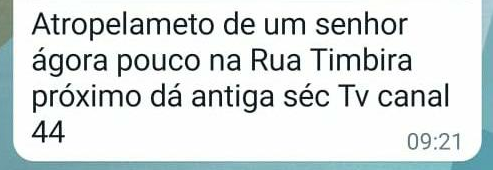 Atropelameto de um senhor
ágora pouco na Rua Timbira
próximo dá antiga séc Tv canal
44
09:21